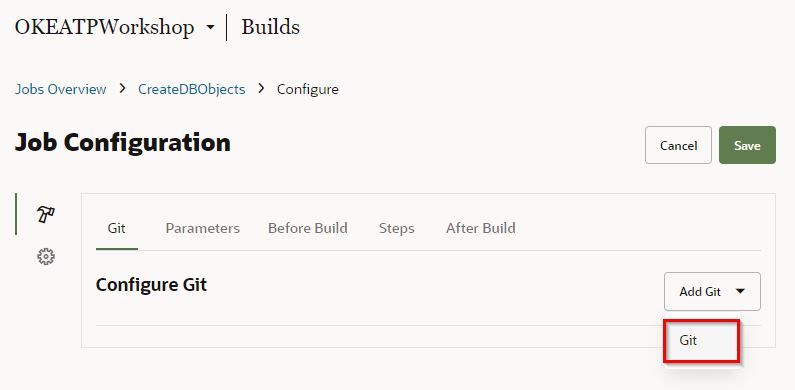 OKEATPWorkshop Builds
Jobs Overview > CreateDBObjects > Configure
Job Configuration
Cancel Save
Git Parameters Before Build Steps After Build
Configure Git
Add Git
Git